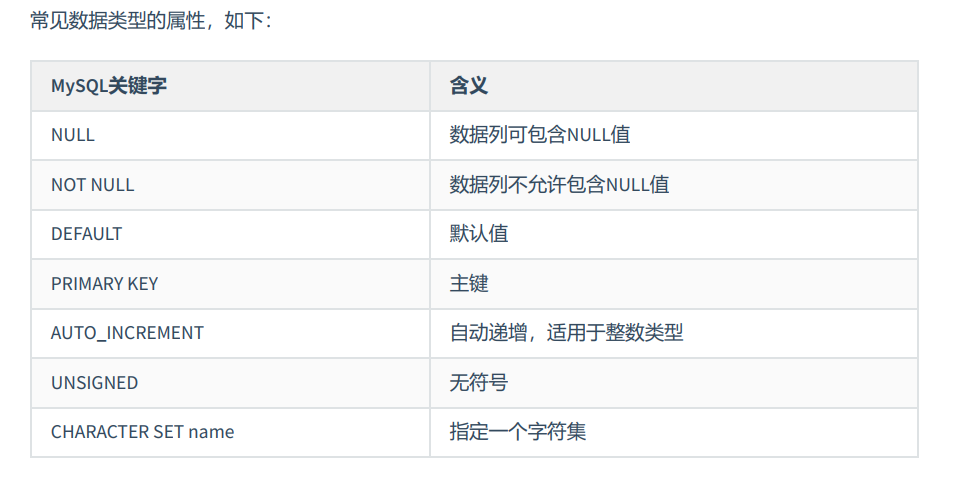 常见数据类型的属性，如下：
MySQL关键字 含义
NULL 数据列可包含NULL值
NOT NULL 数据列不允许包含NULL值
DEFAULT 默认值
PRIMARY KEY 主键
AUTO_INCREMENT 自动递增，适用于整数类型
UNSIGNED 无符号
CHARACTER SET name 指定一个字符集